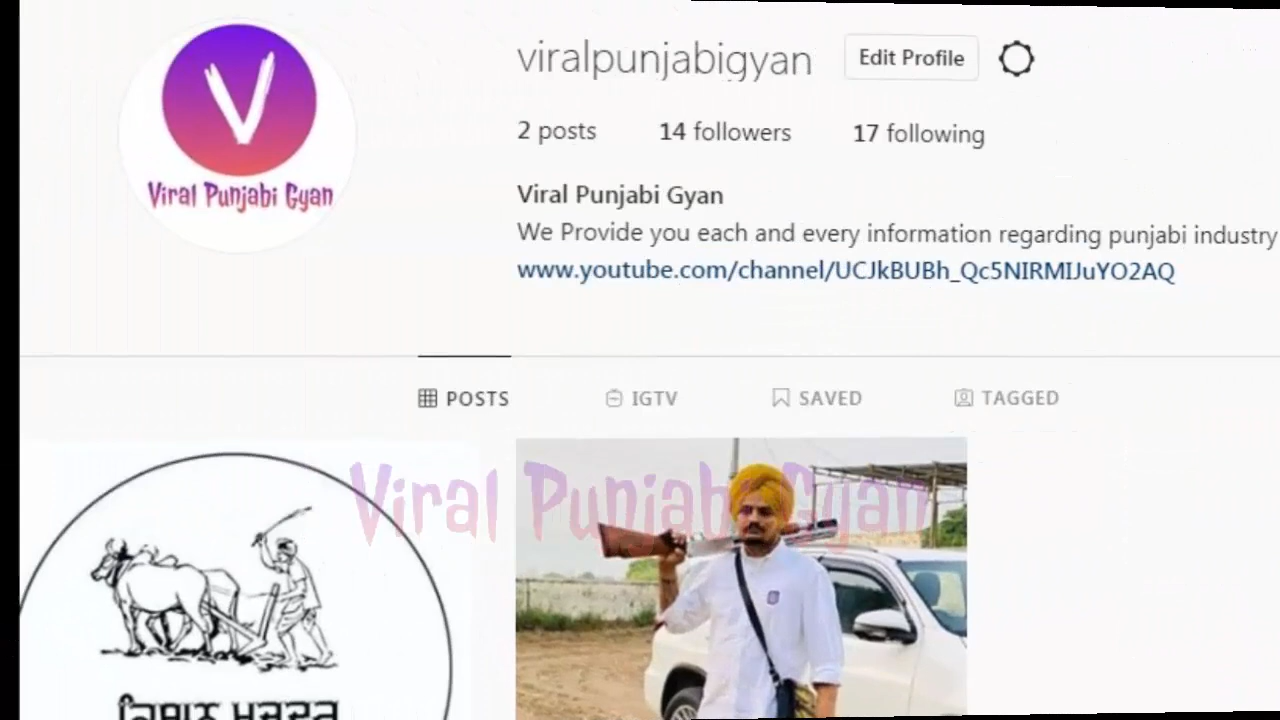 V
Viral Punjabi Gyan
viralpunjabigyan
Edit Profile
2 posts
14 followers
17 following
Viral Punjabi Gyan
We Provide you each and every information regarding punjabi industry
www.youtube.com/channel/UCJkBUBh_Qc5NIRMIJuYO2AQ
POSTS
IGTV
SAVED
TAGGED
Viral Punjabi Gyan